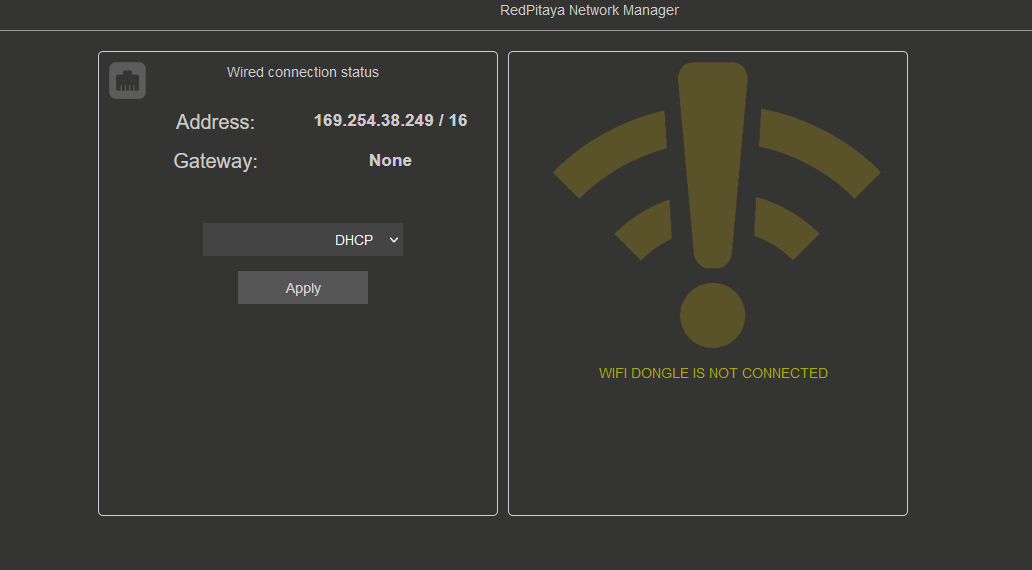 RedPitaya Network Manager
Wired connection status
Address: 169.254.38.249 / 16
Gateway: None
DHCP
Apply
WIFI DONGLE IS NOT CONNECTED